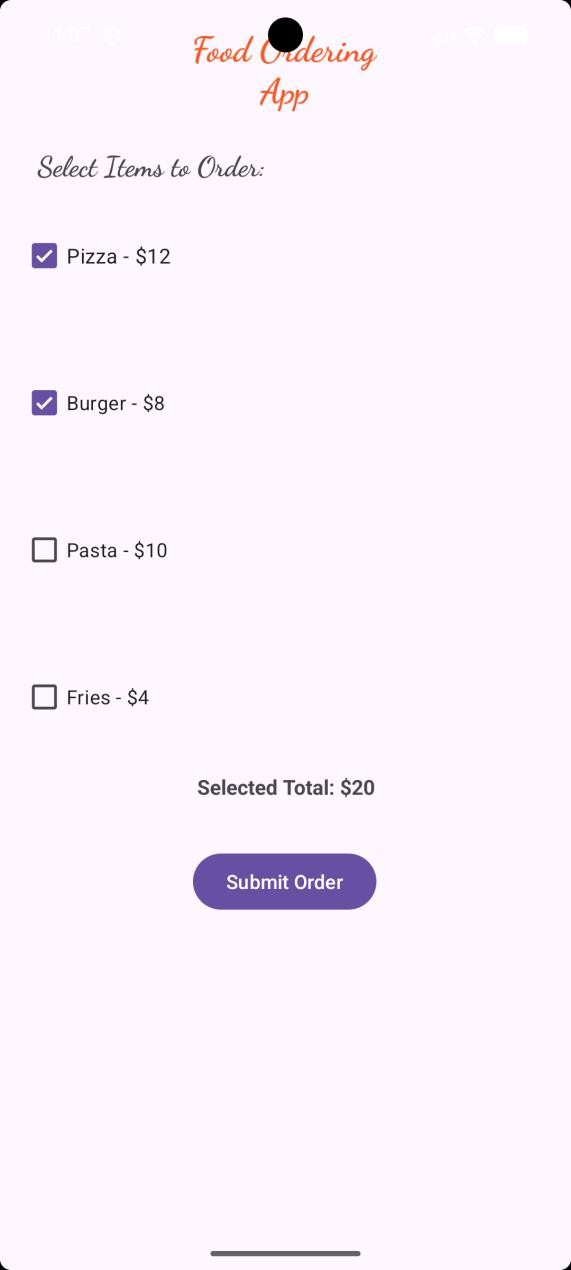 Food Ordering
App
Select Items to Order:
Pizza - $12
Burger - $8
Pasta - $10
Fries - $4
Selected Total: $20
Submit Order